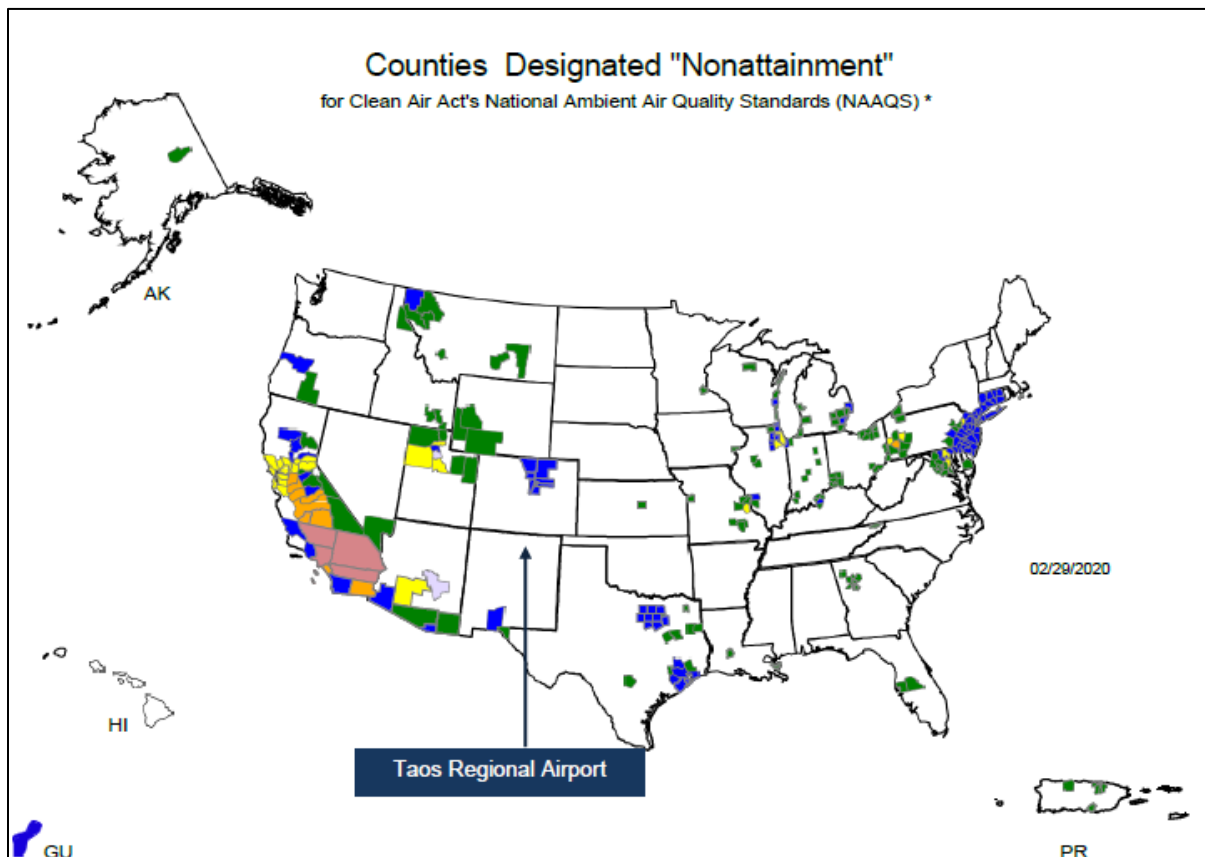 Counties Designated "Nonattainment"
for Clean Air Act's National Ambient Air Quality Standards (NAAQS) *
AK
02/29/2020
HI
Taos Regional Airport
GU
PR